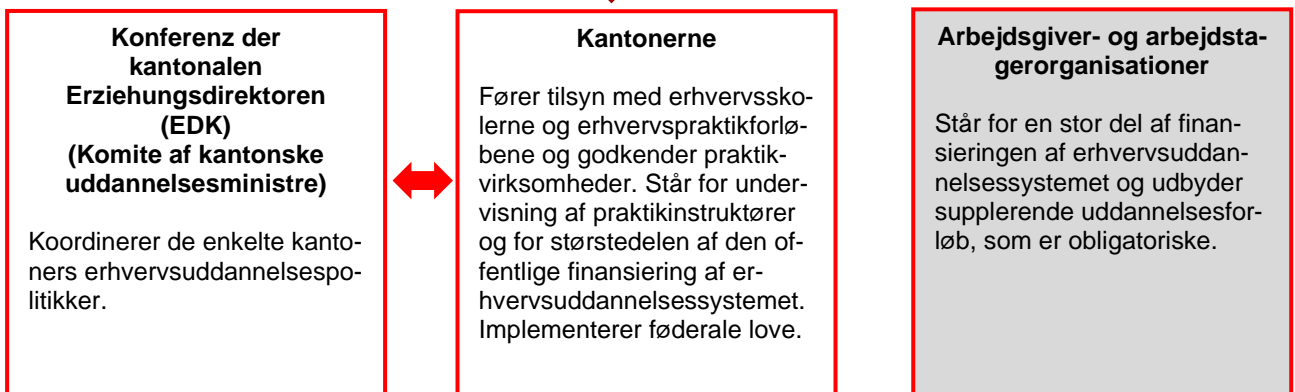 Konferenz der
kantonalen
Erziehungsdirektoren
(EDK)
(Komite af kantonske
uddannelsesministre)
Koordinerer de enkelte kanto-
ners erhvervsuddannelsespo-
litikker.
Kantonerne
Fører tilsyn med erhvervssko-
lerne og erhvervspraktikforlø-
bene og godkender praktik-
virksomheder. Står for under-
visning af praktikinstruktører
og for størstedelen af den of-
fentlige finansiering af er-
hvervsuddannelsessystemet.
Implementerer føderale love.
Arbejdsgiver- og arbejdsta-
gerorganisationer
Står for en stor del af finan-
sieringen af erhvervsuddan-
nelsessystemet og udbyder
supplerende uddannelsesfor-
løb, som er obligatoriske.